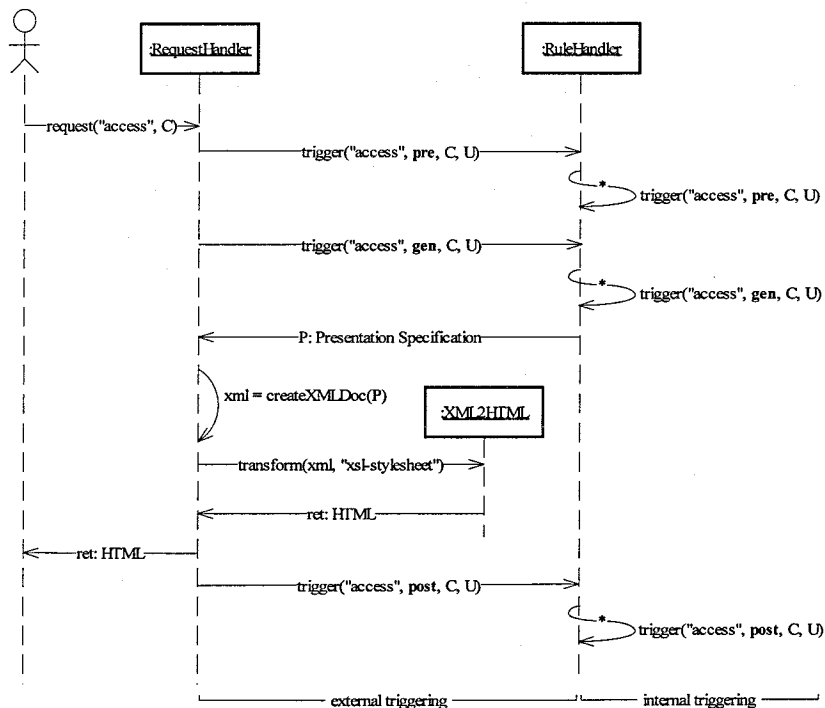 :RequestHandler
:RuleHandler
request("access", C)
trigger("access", pre, C, U)
*
trigger("access", pre, C, U)
trigger("access", gen, C, U)
*
trigger("access", gen, C, U)
P: Presentation Specification
xml = createXMLDoc(P)
:XML2HTML
transform(xml, "xsl-stylesheet")
ret: HTML
ret: HTML
trigger("access", post, C, U)
*
trigger("access", post, C, U)
external triggering
internal triggering